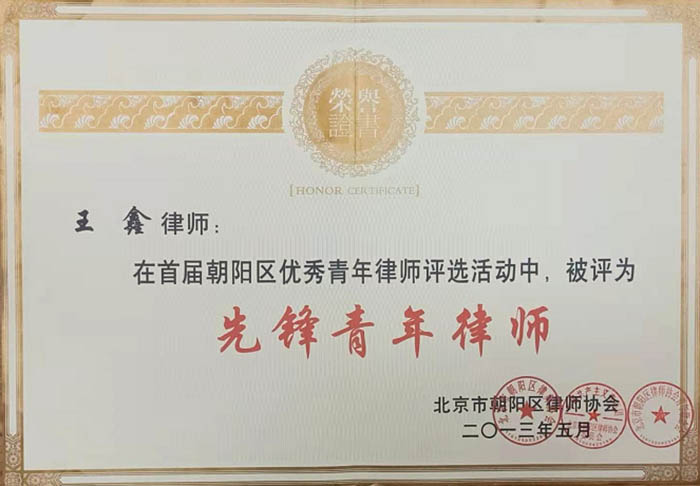 榮譽
證書
[HONOR CERTIFICATE]
王 鑫 律师：
在首届朝阳区优秀青年律师评选活动中，被评为
先锋青年律师
北京市朝阳区律师协会
二〇一三年五月